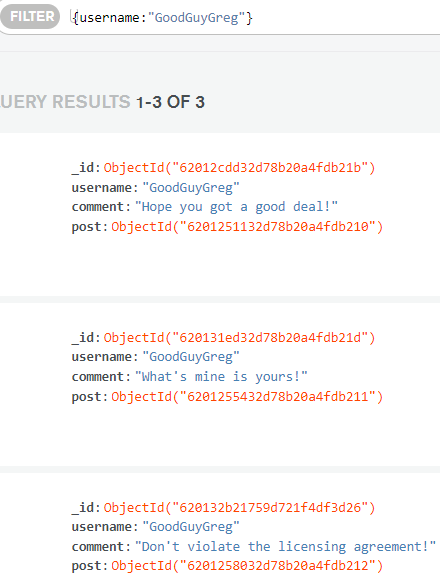 FILTER {username:"GoodGuyGreg"}
UERY RESULTS 1-3 OF 3
_id: ObjectId("62012cdd32d78b20a4fdb21b")
username: "GoodGuyGreg"
comment: "Hope you got a good deal!"
post: ObjectId("6201251132d78b20a4fdb210")
_id: ObjectId("620131ed32d78b20a4fdb21d")
username: "GoodGuyGreg"
comment: "What's mine is yours!"
post: ObjectId("6201255432d78b20a4fdb211")
_id: ObjectId("620132b21759d721f4df3d26")
username: "GoodGuyGreg"
comment: "Don't violate the licensing agreement!"
post: ObjectId("6201258032d78b20a4fdb212")